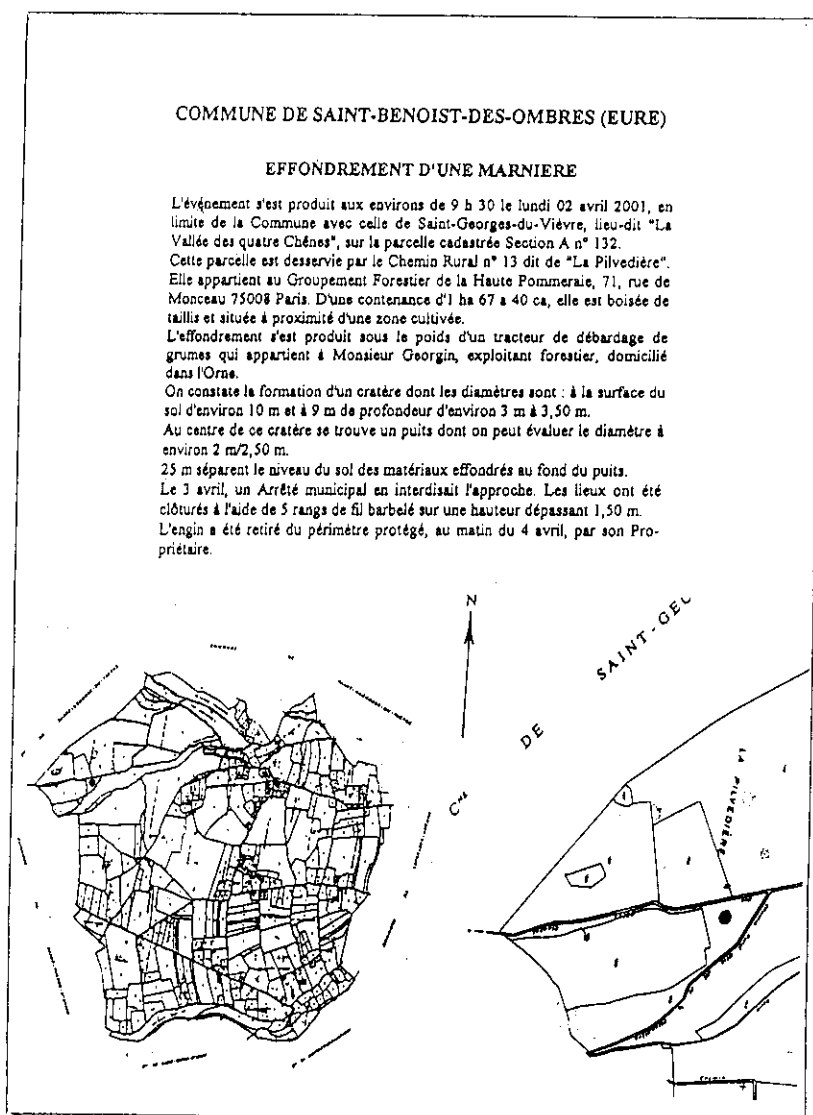 COMMUNE DE SAINT-BENOIST-DES-OMBRES (EURE)
EFFONDREMENT D'UNE MARNIERE
L'événement s'est produit aux environs de 9 h 30 le lundi 02 avril 2001, en
limite de la Commune avec celle de Saint-Georges-du-Vièvre, lieu-dit "La
Vallée des quatre Chênes", sur la parcelle cadastrée Section A n° 132.
Cette parcelle est desservie par le Chemin Rural n° 13 dit de "La Pilvedière".
Elle appartient au Groupement Forestier de la Haute Pommeraie, 71, rue de
Monceau 75008 Paris. D'une contenance d'1 ha 67 a 40 ca, elle est boisée de
taillis et située à proximité d'une zone cultivée.
L'effondrement s'est produit sous le poids d'un tracteur de débardage de
grumes qui appartient à Monsieur Georgin, exploitant forestier, domicilié
dans l'Orne.
On constate la formation d'un cratère dont les diamètres sont : à la surface du
sol d'environ 10 m et à 9 m de profondeur d'environ 3 m à 3,50 m.
Au centre de ce cratère se trouve un puits dont on peut évaluer le diamètre à
environ 2 m/2,50 m.
25 m séparent le niveau du sol des matériaux effondrés au fond du puits.
Le 3 avril, un Arrêté municipal en interdisait l'approche. Les lieux ont été
clôturés à l'aide de 5 rangs de fil barbelé sur une hauteur dépassant 1,50 m.
L'engin a été retiré du périmètre protégé, au matin du 4 avril, par son Pro-
priétaire.
N
C<sup>ne</sup> DE SAINT-GEO
LA PILVEDIÈRE